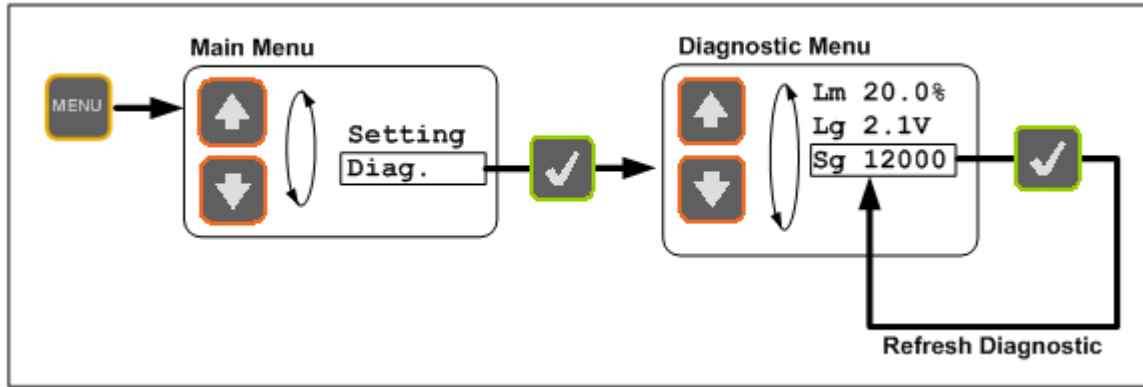 Main Menu
Diagnostic Menu
MENU
Setting
Diag.
Lm 20.0%
Lg 2.1V
Sg 12000
Refresh Diagnostic